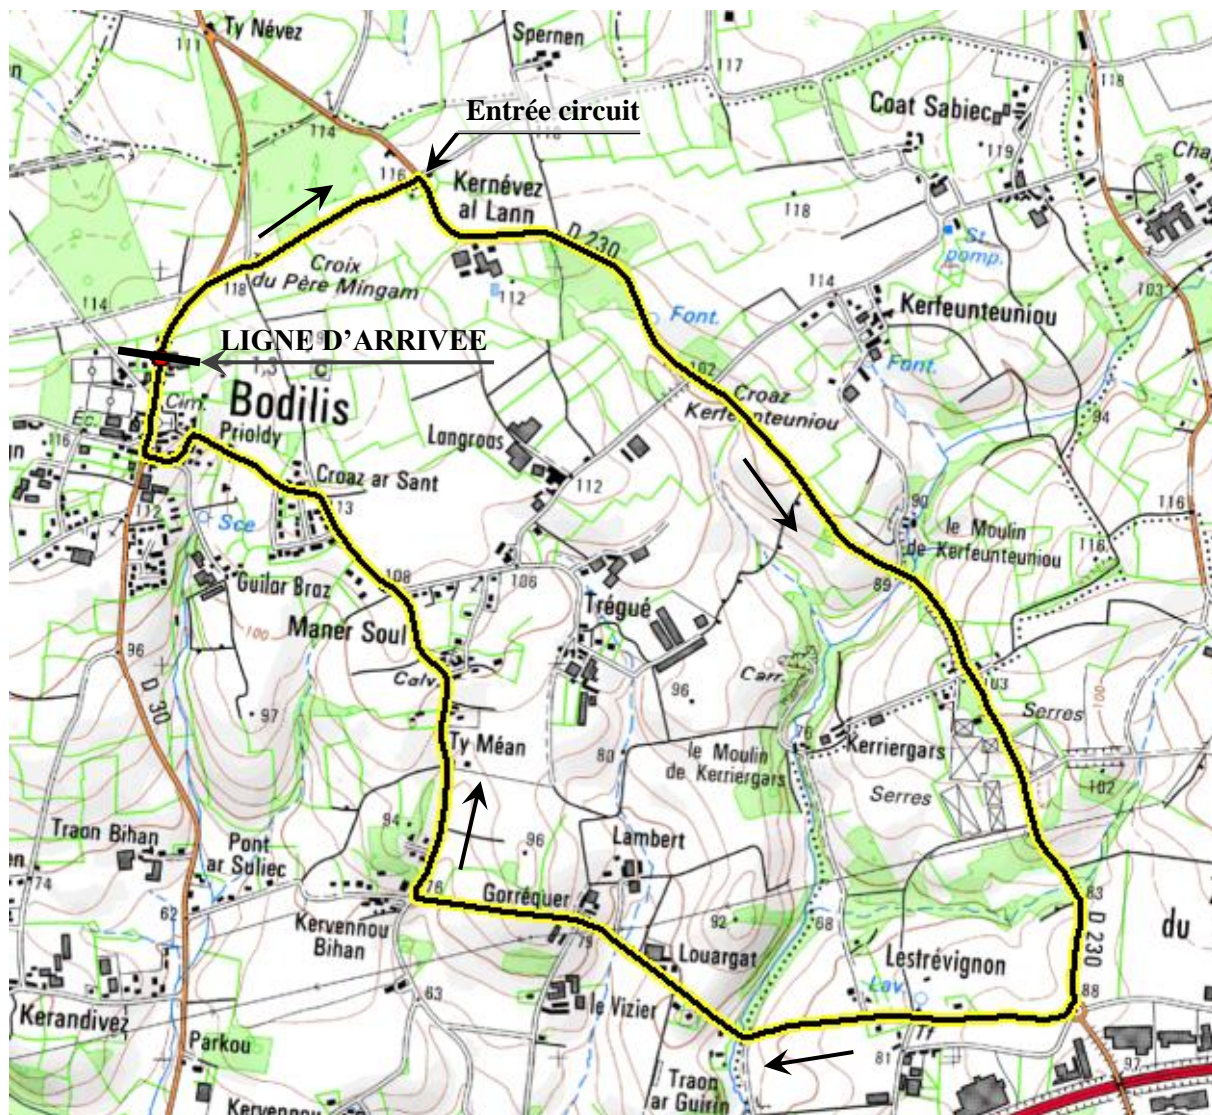 Ty Névez
111
Spernen
117
118
Entrée circuit
Coat Sabiec
114
118
119
116
Kernévez
al Lann
118
D 230
St
pomp.
Croix
du Père Mingam
118
112
114
114
103
Font.
Kerfeunteuniou
LIGNE D'ARRIVEE
Font.
102
Croaz
Kerfeunteuniou
Bodilis
Cim.
Prioldy
94
116
Langroas
Croaz ar Sant
112
112
113
90
116
Sce
le Moulin
de Kerfeunteuniou
116
Guilar Braz
108
106
89
Trégué
Maner Soul
100
96
D 30
Calv.
Carr.
96
103
100
97
Serres
76
Kerriergars
Ty Méan
80
le Moulin
de Kerriergars
102
Serres
94
96
Lambert
Traon Bihan
Pont
ar Suliec
74
76
Gorréquer
83
62
Kervennou
Bihan
92
68
D 230
du
79
Louargat
Lestrévignon
63
Lav.
88
le Vizier
Kerandivez
Parkou
81
97
Traon
ar Guirin
Kervennou